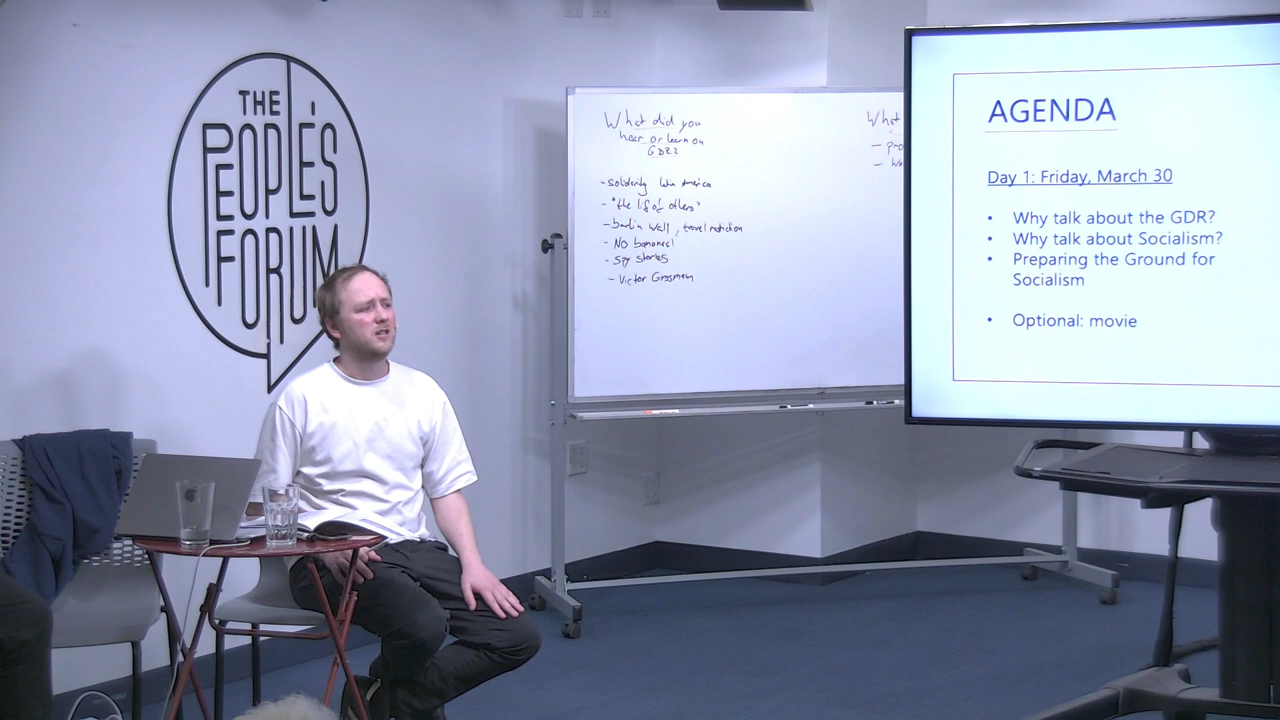 THE
PEOPLE'S
FORUM
What did you
hear or learn on
GDR?
- solidarity latin America
- "the life of others"
- berlin wall, travel restriction
- NO bananas!
- Spy stories
- Victor Grossman
What
AGENDA
Day 1: Friday, March 30
• Why talk about the GDR?
• Why talk about Socialism?
• Preparing the Ground for
Socialism
• Optional: movie